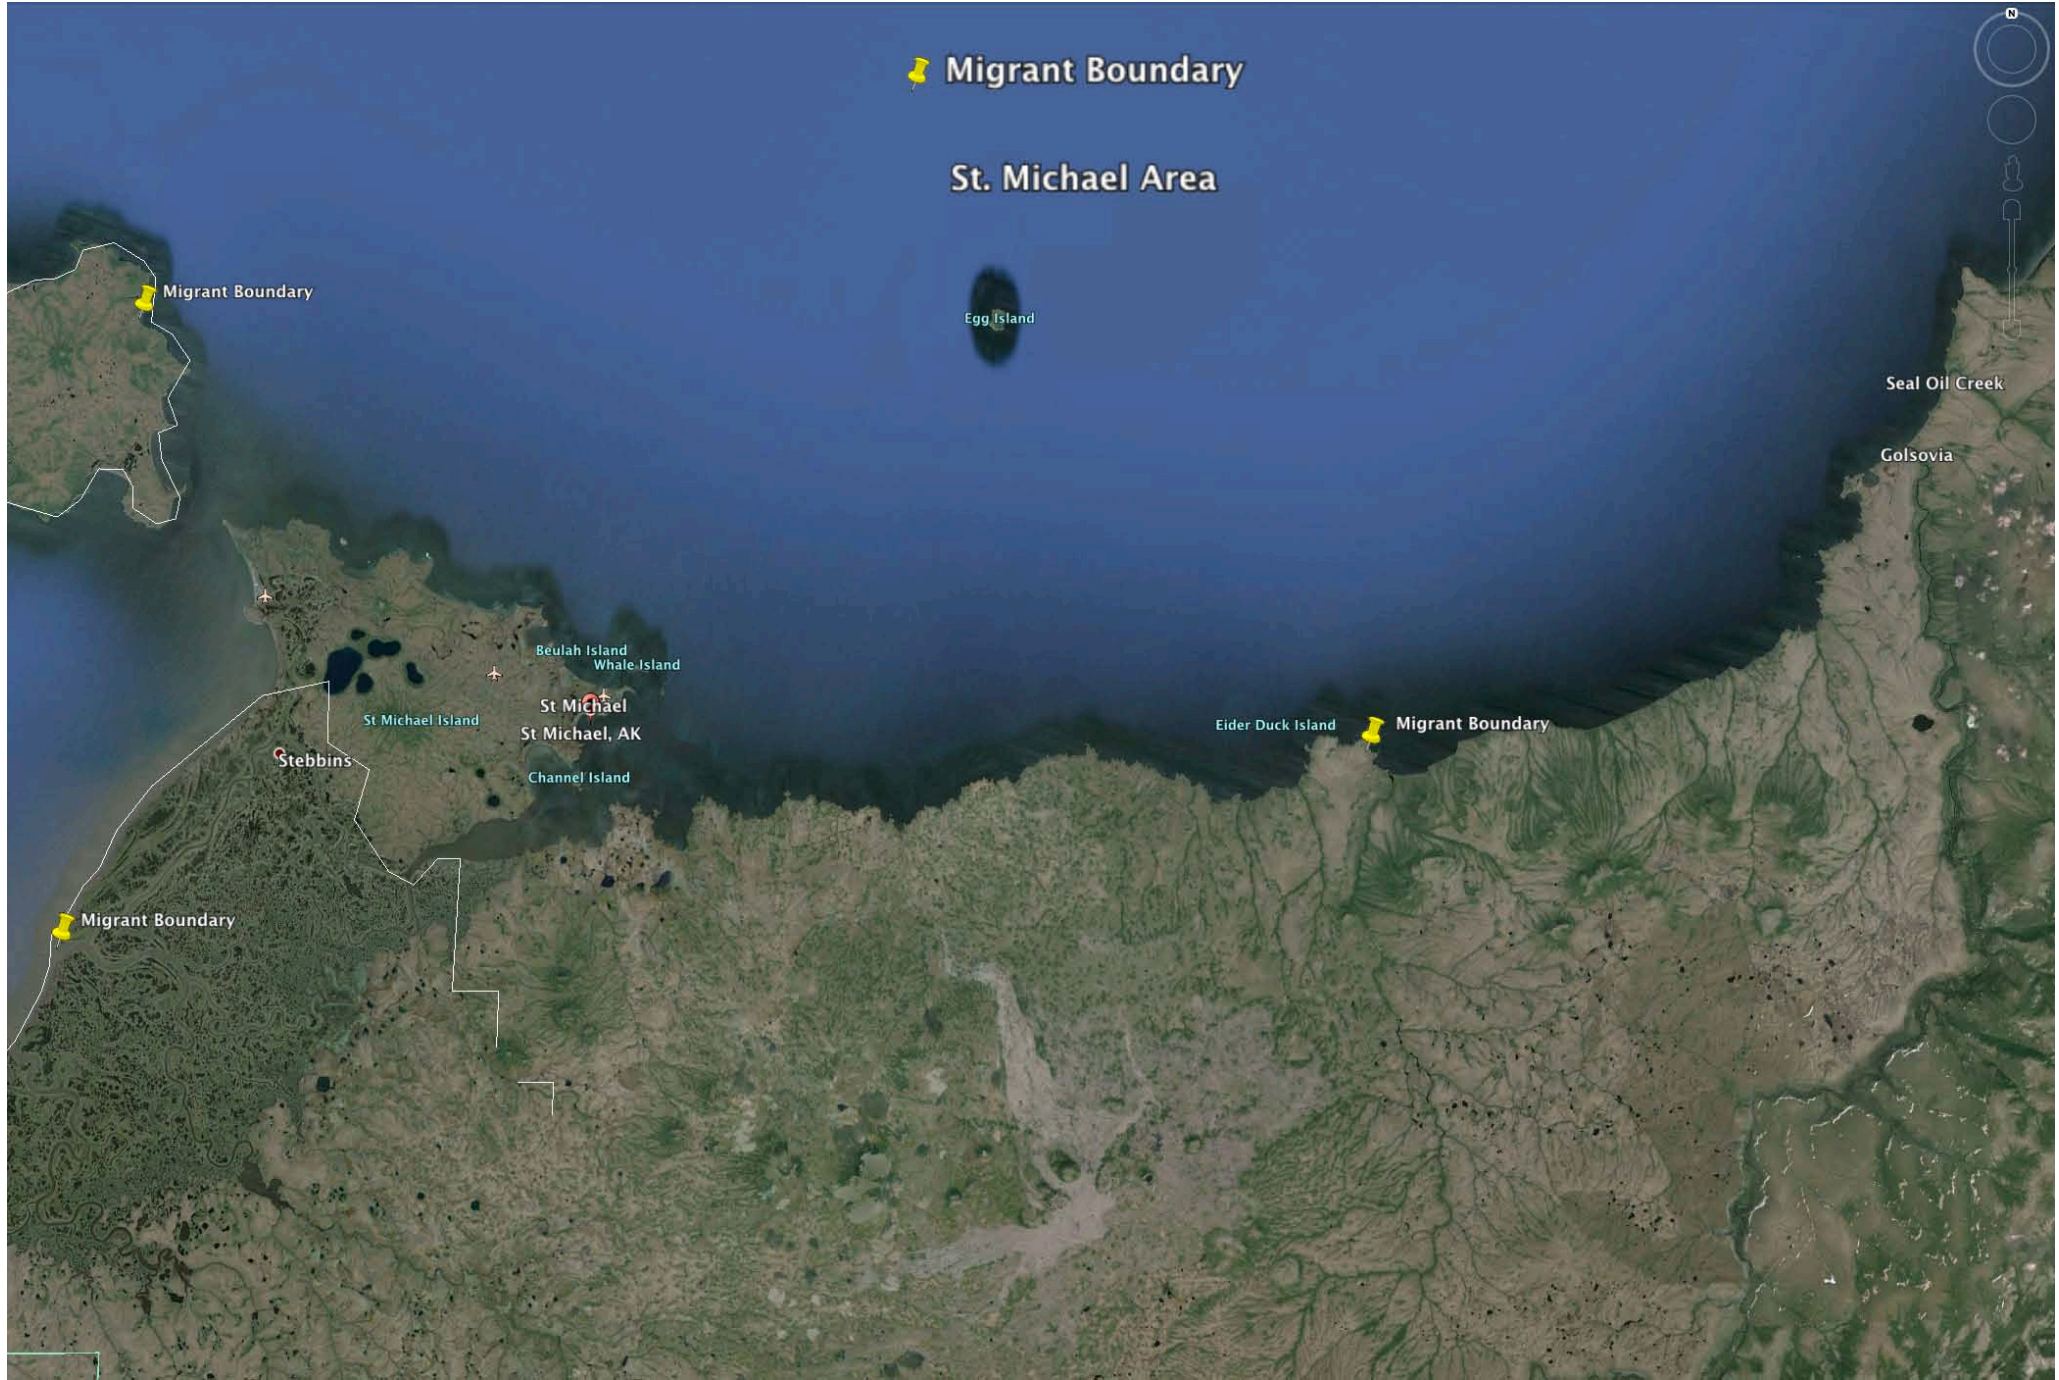 N
Migrant Boundary
St. Michael Area
Migrant Boundary
Egg Island
Seal Oil Creek
Golsovia
Beulah Island
Whale Island
St Michael
St Michael Island
St Michael, AK
Eider Duck Island
Migrant Boundary
Stebbins
Channel Island
Migrant Boundary